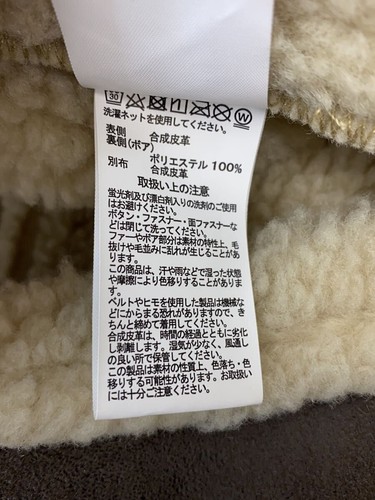 30 W
洗濯ネットを使用してください。
表側 合成皮革
裏側(ボア)
ポリエステル 100%
別布 合成皮革
取扱い上の注意
蛍光剤及び漂白剤入りの洗剤のご使用
はお避けください。
ボタン・ファスナー・面ファスナーな
どは閉じて洗ってください。
ファーやボア部分は素材の特性上、毛
抜けや毛並みに乱れが生じることがあ
ります。
この商品は、汗や雨などで湿った状態
や摩擦により色移りすることがありま
す。
ベルトやヒモを使用した製品は機械な
どにからまる恐れがありますので、き
ちんと締めて着用してください。
合成皮革は、時間の経過とともに劣化
し剥離します。湿気が少なく、風通し
の良い所で保管してください。
この製品は素材の性質上、色落ち・色
移りする可能性があります。お取扱い
には十分ご注意ください。